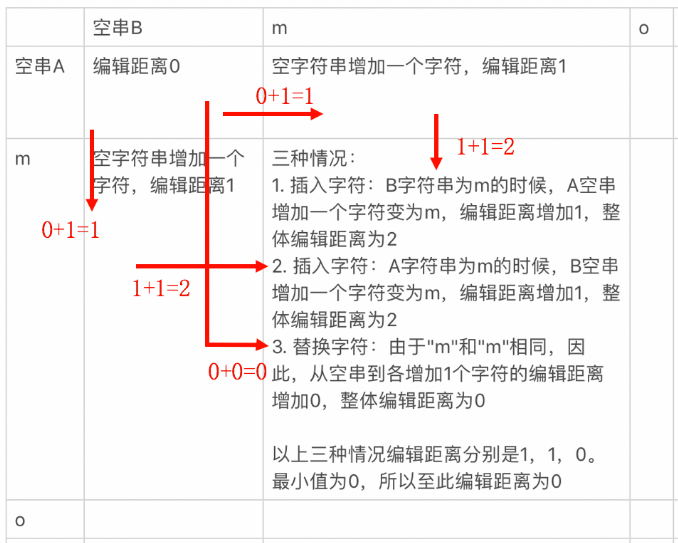 空串B
m
o
空串A
编辑距离0
空字符串增加一个字符，编辑距离1
0+1=1
1+1=2
m
空字符串增加一个
字符，编辑距离1
0+1=1
1+1=2
0+0=0
三种情况：
1. 插入字符：B字符串为m的时候，A空串
增加一个字符变为m，编辑距离增加1，整
体编辑距离为2
2. 插入字符：A字符串为m的时候，B空串
增加一个字符变为m，编辑距离增加1，整
体编辑距离为2
3. 替换字符：由于"m"和"m"相同，因
此，从空串到各增加1个字符的编辑距离
增加0，整体编辑距离为0
以上三种情况编辑距离分别是1，1，0。
最小值为0，所以至此编辑距离为0
o